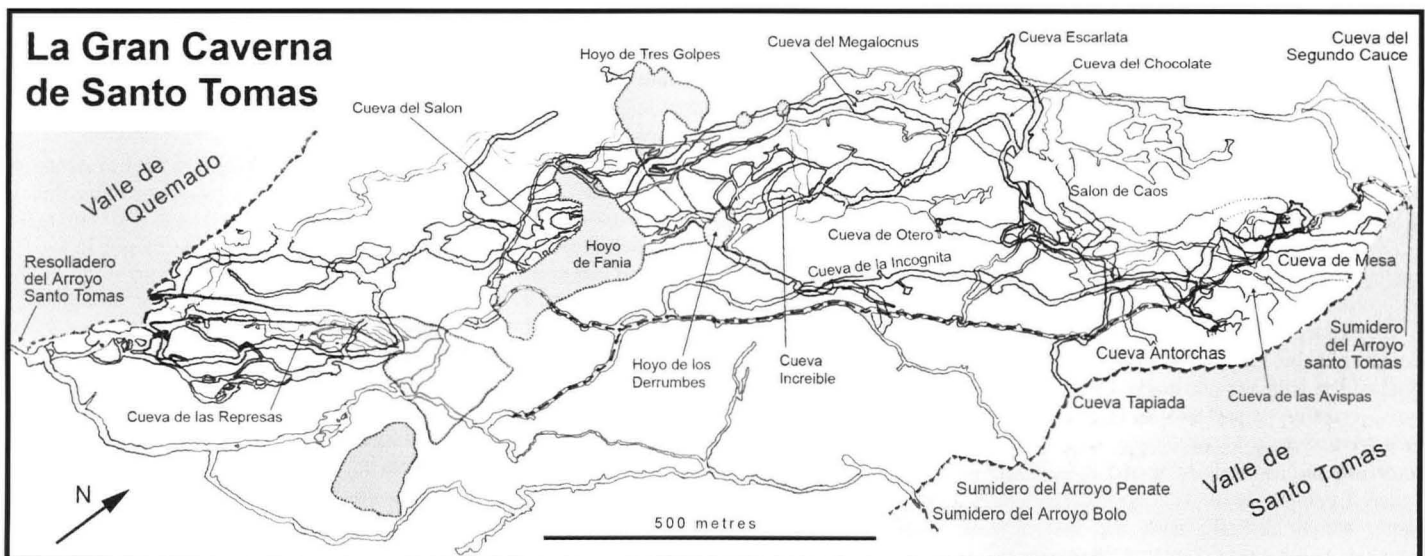 La Gran Caverna
de Santo Tomas
Hoyo de Tres Golpes
Cueva del Megalocnus
Cueva Escarlata
Cueva del
Segundo Cauce
Cueva del Chocolate
Cueva del Salon
Valle de
Quemado
Salon de Caos
Resolladero
del Arroyo
Santo Tomas
Hoyo
de Fania
Cueva de Otero
Cueva de la Incognita
Cueva de Mesa
Cueva de las Represas
Hoyo de los
Derrumbes
Cueva
Increible
Cueva Antorchas
Sumidero
del Arroyo
santo Tomas
Cueva Tapiada
Cueva de las Avispas
N
Sumidero del Arroyo Penate
Sumidero del Arroyo Bolo
Valle de
Santo Tomas
500 metres